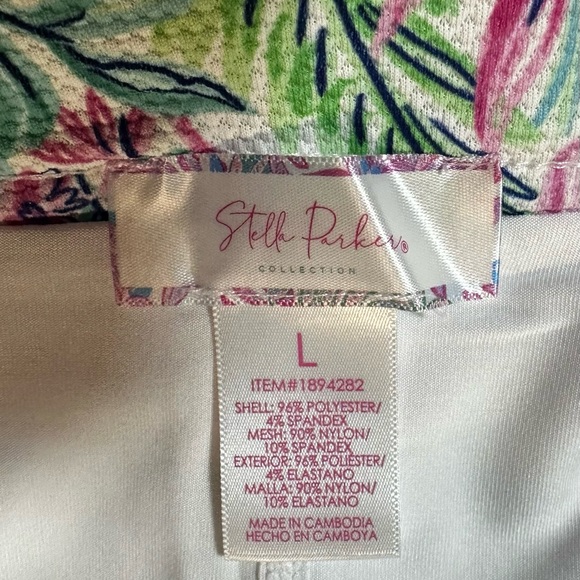 Stella Parker®
COLLECTION
L
ITEM#1894282
SHELL: 96% POLYESTER/
4% SPANDEX
MESH: 90% NYLON/
10% SPANDEX
EXTERIOR: 96% POLIESTER/
4% ELASTANO
MALLA: 90% NYLON/
10% ELASTANO
MADE IN CAMBODIA
HECHO EN CAMBOYA